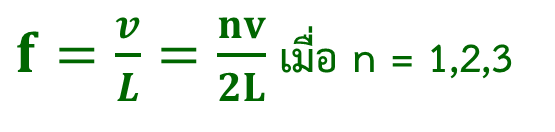 f = v/L = nv/2L เมื่อ n = 1,2,3